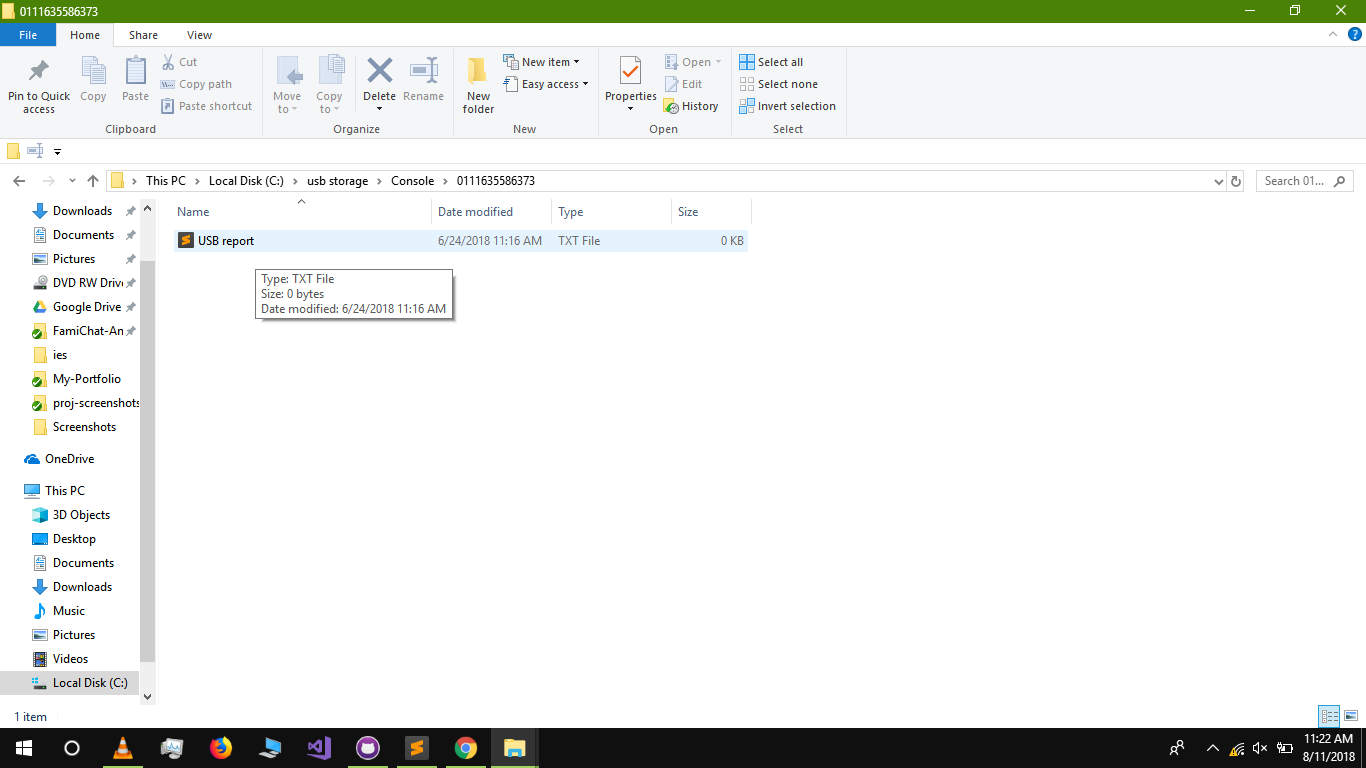 0111635586373
File Home Share View
Pin to Quick access
Copy
Paste
Cut
Copy path
Paste shortcut
Clipboard
Move to
Copy to
Delete
Rename
Organize
New folder
New item
Easy access
New
Properties
Open
Edit
History
Open
Select all
Select none
Invert selection
Select
This PC Local Disk (C:) usb storage Console 0111635586373
Search 01...
Name Date modified Type Size
USB report 6/24/2018 11:16 AM TXT File 0 KB
Type: TXT File
Size: 0 bytes
Date modified: 6/24/2018 11:16 AM
Downloads
Documents
Pictures
DVD RW Drive
Google Drive
FamiChat-An
ies
My-Portfolio
proj-screenshots
Screenshots
OneDrive
This PC
3D Objects
Desktop
Documents
Downloads
Music
Pictures
Videos
Local Disk (C:)
1 item
11:22 AM
8/11/2018